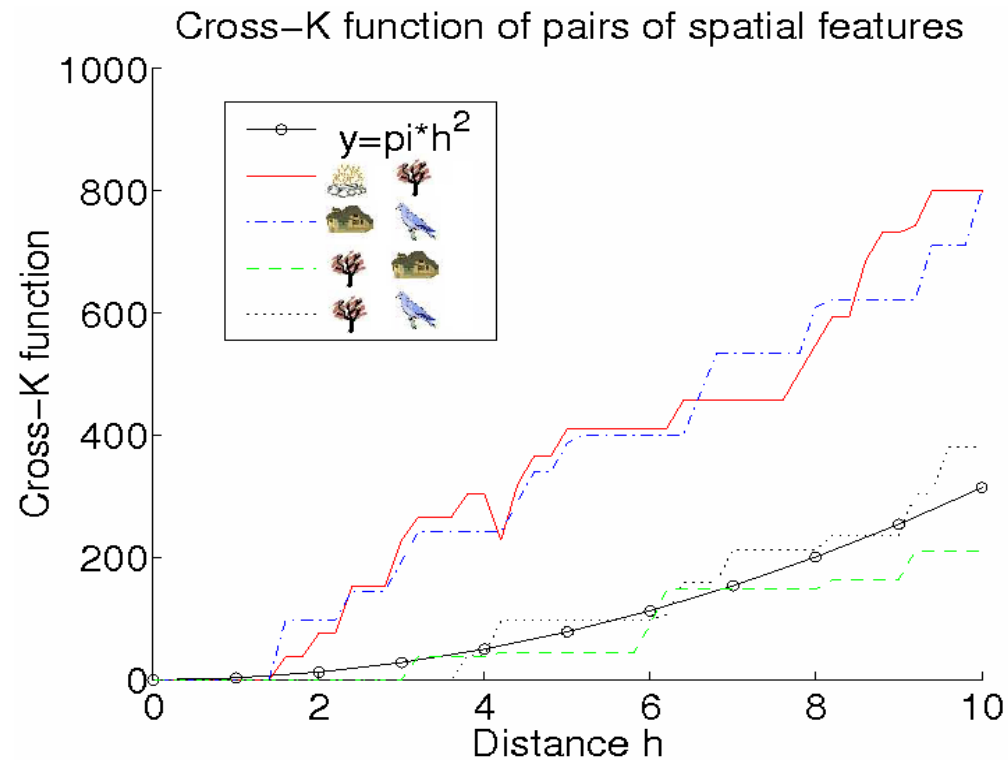 Cross–K function of pairs of spatial features
Cross–K function
1000
800
600
400
200
0
y=pi*h²
0 2 4 6 8 10
Distance h